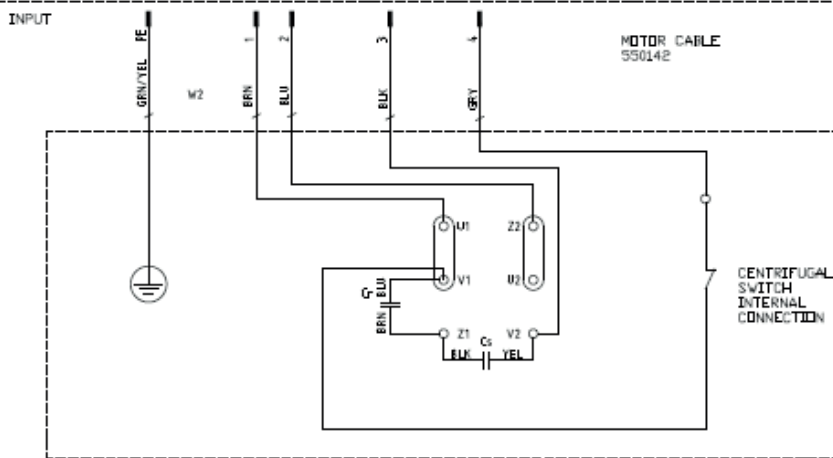 INPUT
PE
1
2
3
4
MOTOR CABLE
550142
GRN/YEL
W2
BRN
BLU
BLK
GRY
U1
Z2
V1
U2
BLU
Cr
BRN
Z1
V2
Cs
BLK
YEL
CENTRIFUGAL
SWITCH
INTERNAL
CONNECTION